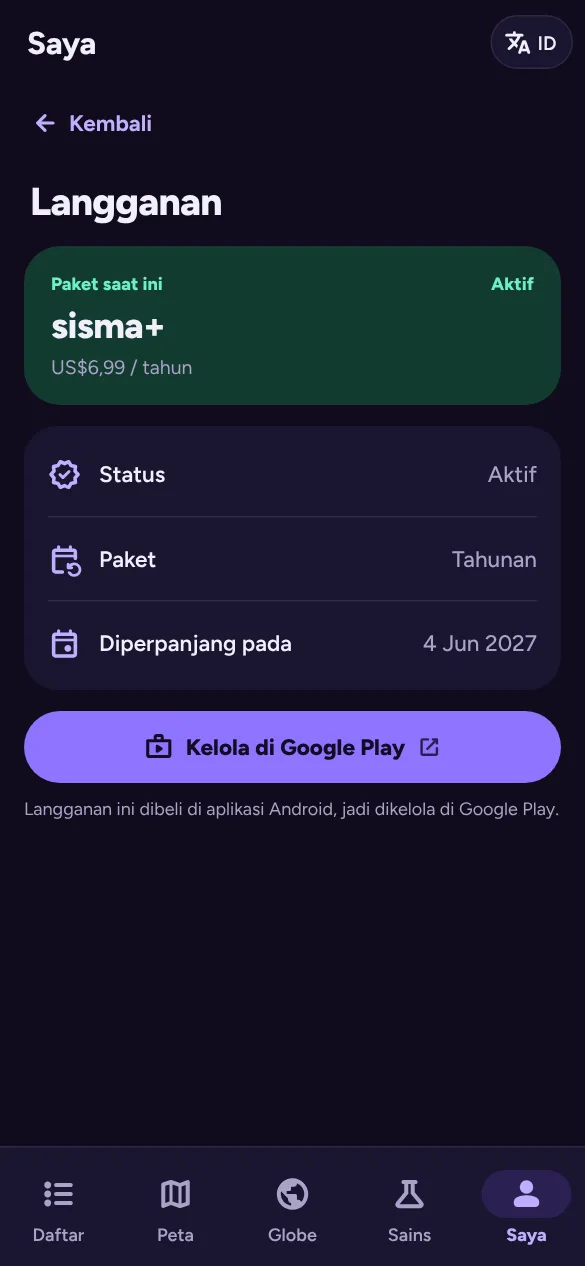 Saya
ID
Kembali
Langganan
Paket saat ini
Aktif
sisma+
US$6,99 / tahun
Status
Aktif
Paket
Tahunan
Diperpanjang pada
4 Jun 2027
Kelola di Google Play
Langganan ini dibeli di aplikasi Android, jadi dikelola di Google Play.
Daftar
Peta
Globe
Sains
Saya